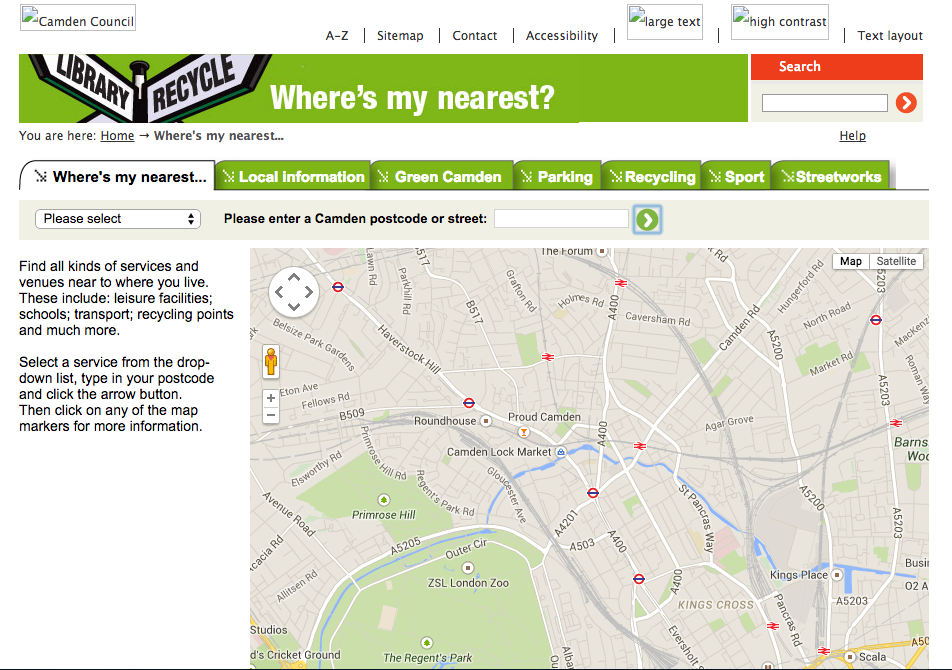 Camden Council
A-Z
Sitemap
Contact
Accessibility
large text
high contrast
Text layout
LIBRARY
RECYCLE
Where's my nearest?
Search
You are here: Home → Where's my nearest...
Help
Where's my nearest...
Local information
Green Camden
Parking
Recycling
Sport
Streetworks
Please select
Please enter a Camden postcode or street:
Find all kinds of services and
venues near to where you live.
These include: leisure facilities;
schools; transport; recycling points
and much more.
Select a service from the drop-
down list, type in your postcode
and click the arrow button.
Then click on any of the map
markers for more information.
Map
Satellite
The Forum
Lawn Rd
Parkhill Rd
B517
Grafton Rd
Holmes Rd
A400
Caversham Rd
Camden Rd
Hungerford Rd
North Road
A5203
A5200
Market Rd
Mackenz
Roman Way
Belsize Park Gardens
Haverstock Hill
Eton Ave
Fellows Rd
B509
Roundhouse
Proud Camden
Camden Lock Market
A400
Agar Grove
A5203
Barns
Woo
Elsworthy Rd
Primrose Hill Rd
Regent's Park Rd
Gloucester Ave
Primrose Hill
Avenue Road
Acacia Rd
A5205
Outer Cir
A4201
A503
A400
St Pancras Way
A5200
A5203
Allitsen Rd
ZSL London Zoo
Kings Place
Busin
O2 A
A400
KINGS CROSS
Pancras Rd
A5203
Studios
d's Cricket Ground
The Regent's Park
Albany
Eversholt S
A50
Scala